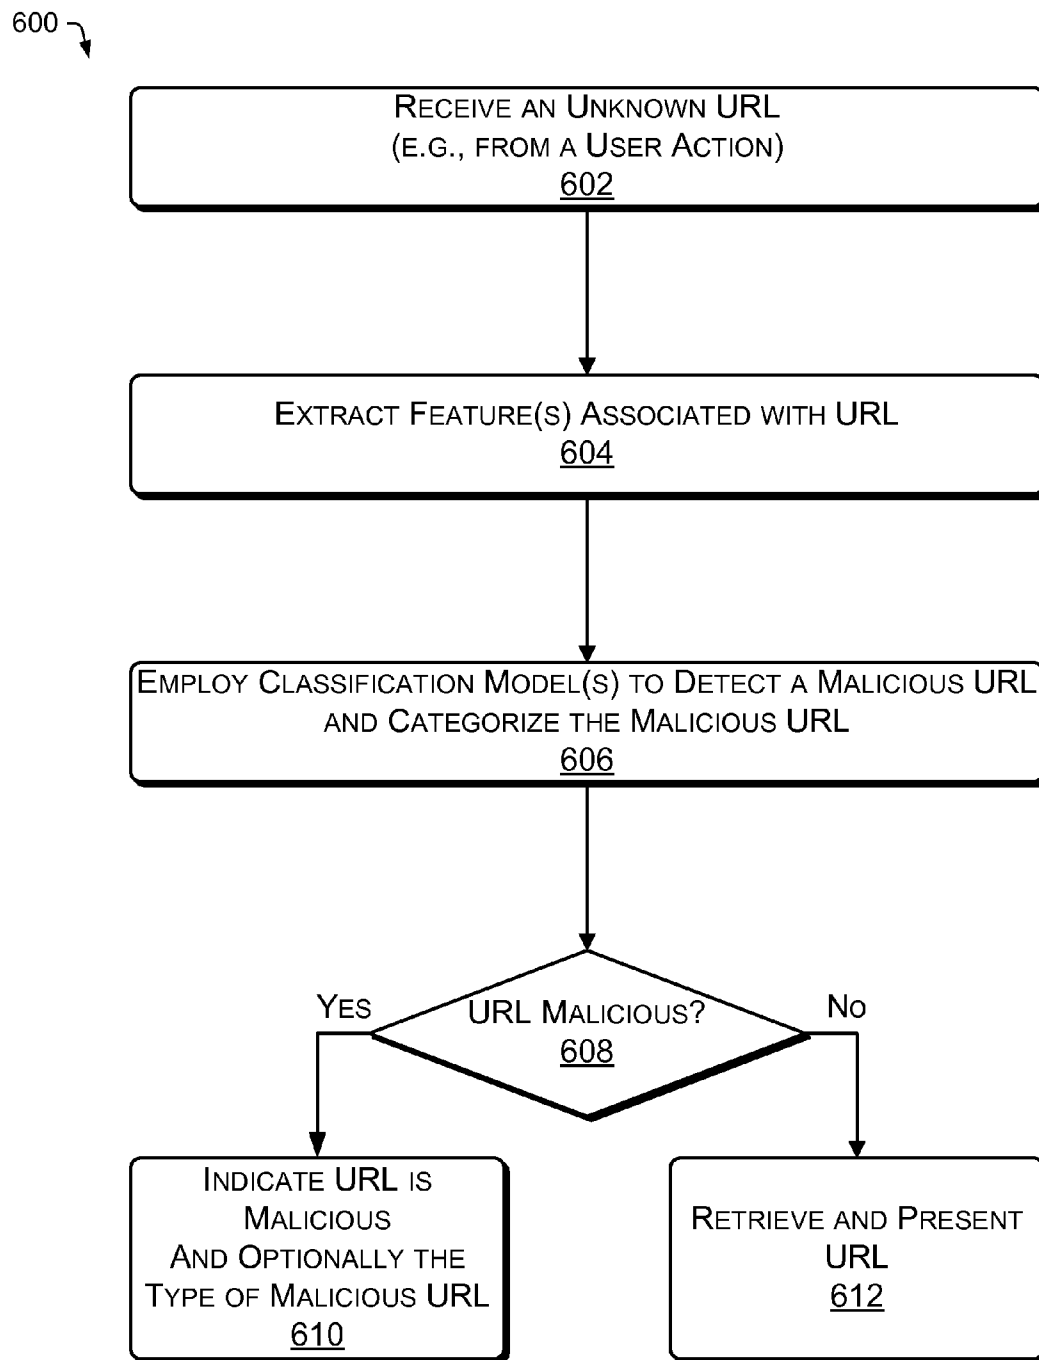 600
RECEIVE AN UNKNOWN URL
(E.G., FROM A USER ACTION)
602
EXTRACT FEATURE(S) ASSOCIATED WITH URL
604
EMPLOY CLASSIFICATION MODEL(S) TO DETECT A MALICIOUS URL
AND CATEGORIZE THE MALICIOUS URL
606
YES
NO
URL MALICIOUS?
608
INDICATE URL IS
MALICIOUS
AND OPTIONALLY THE
TYPE OF MALICIOUS URL
610
RETRIEVE AND PRESENT
URL
612